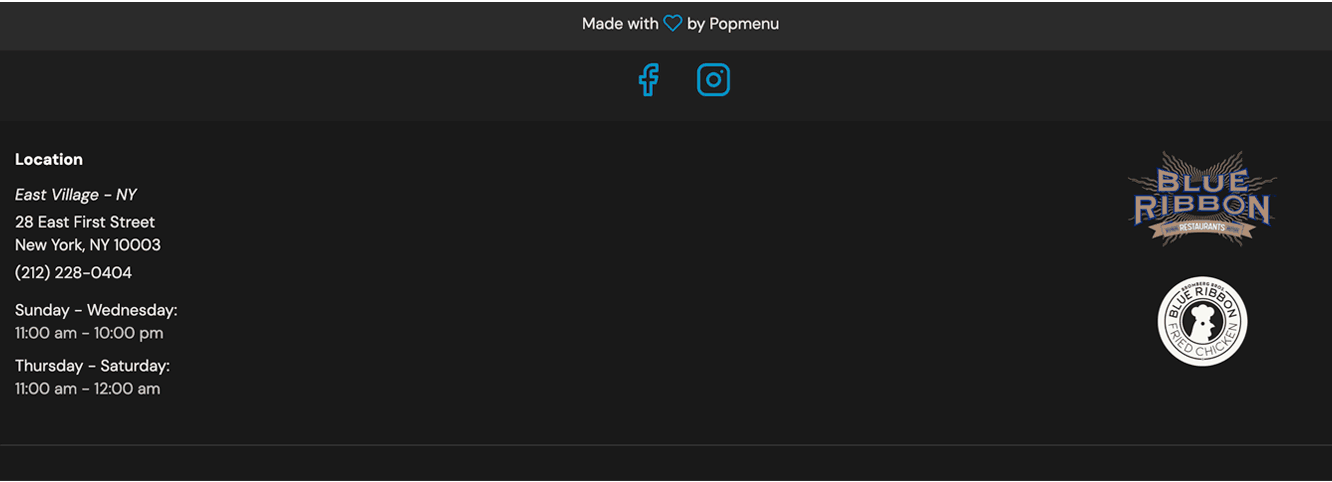 Made with by Popmenu
Location
East Village - NY
28 East First Street
New York, NY 10003
(212) 228-0404
Sunday - Wednesday:
11:00 am - 10:00 pm
Thursday - Saturday:
11:00 am - 12:00 am
BLUE
RIBBON
RESTAURANTS
BROMBERG BROS.
BLUE RIBBON
FRIED CHICKEN